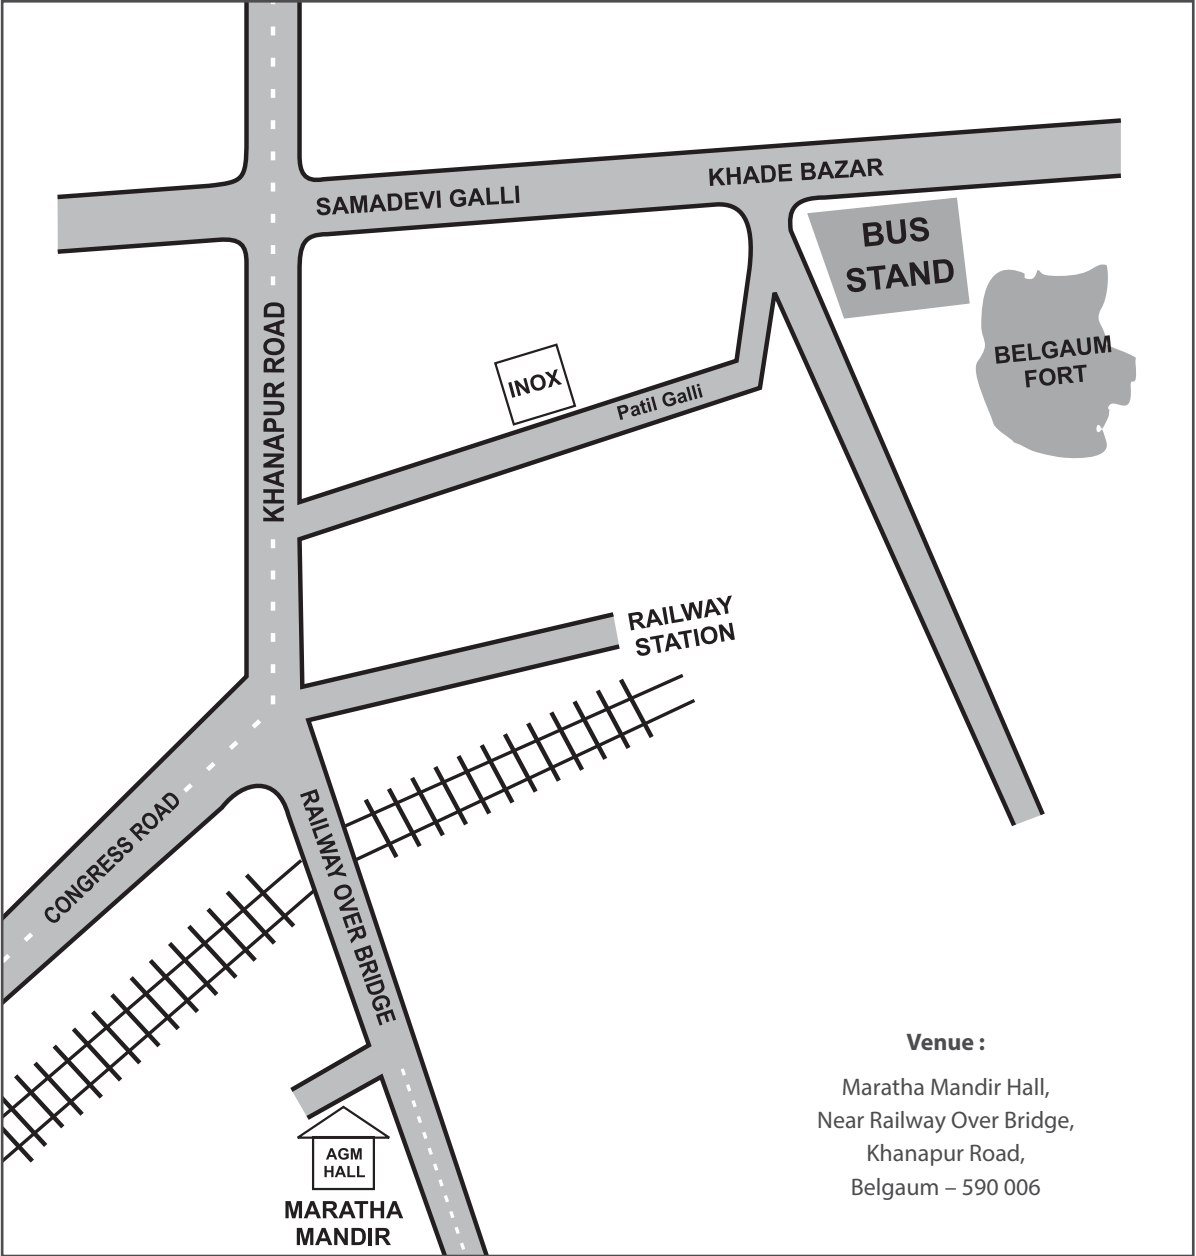 KHADE BAZAR
SAMADEVI GALLI
BUS
STAND
BELGAUM
FORT
KHANAPUR ROAD
INOX
Patil Galli
RAILWAY
STATION
CONGRESS ROAD
RAILWAY OVER BRIDGE
AGM
HALL
MARATHA
MANDIR
Venue :
Maratha Mandir Hall,
Near Railway Over Bridge,
Khanapur Road,
Belgaum – 590 006